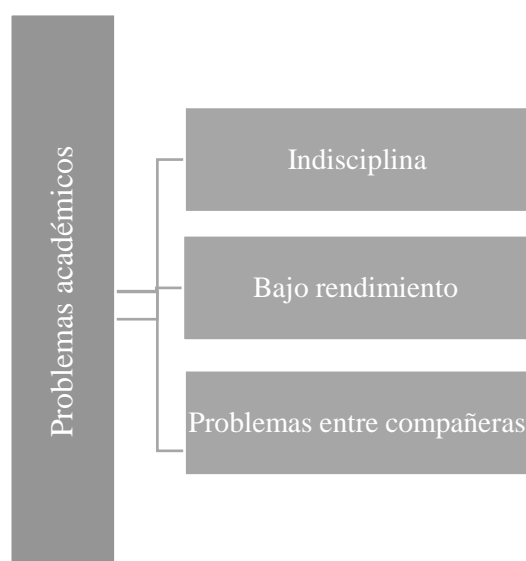 Problemas académicos
Indisciplina
Bajo rendimiento
Problemas entre compañeras